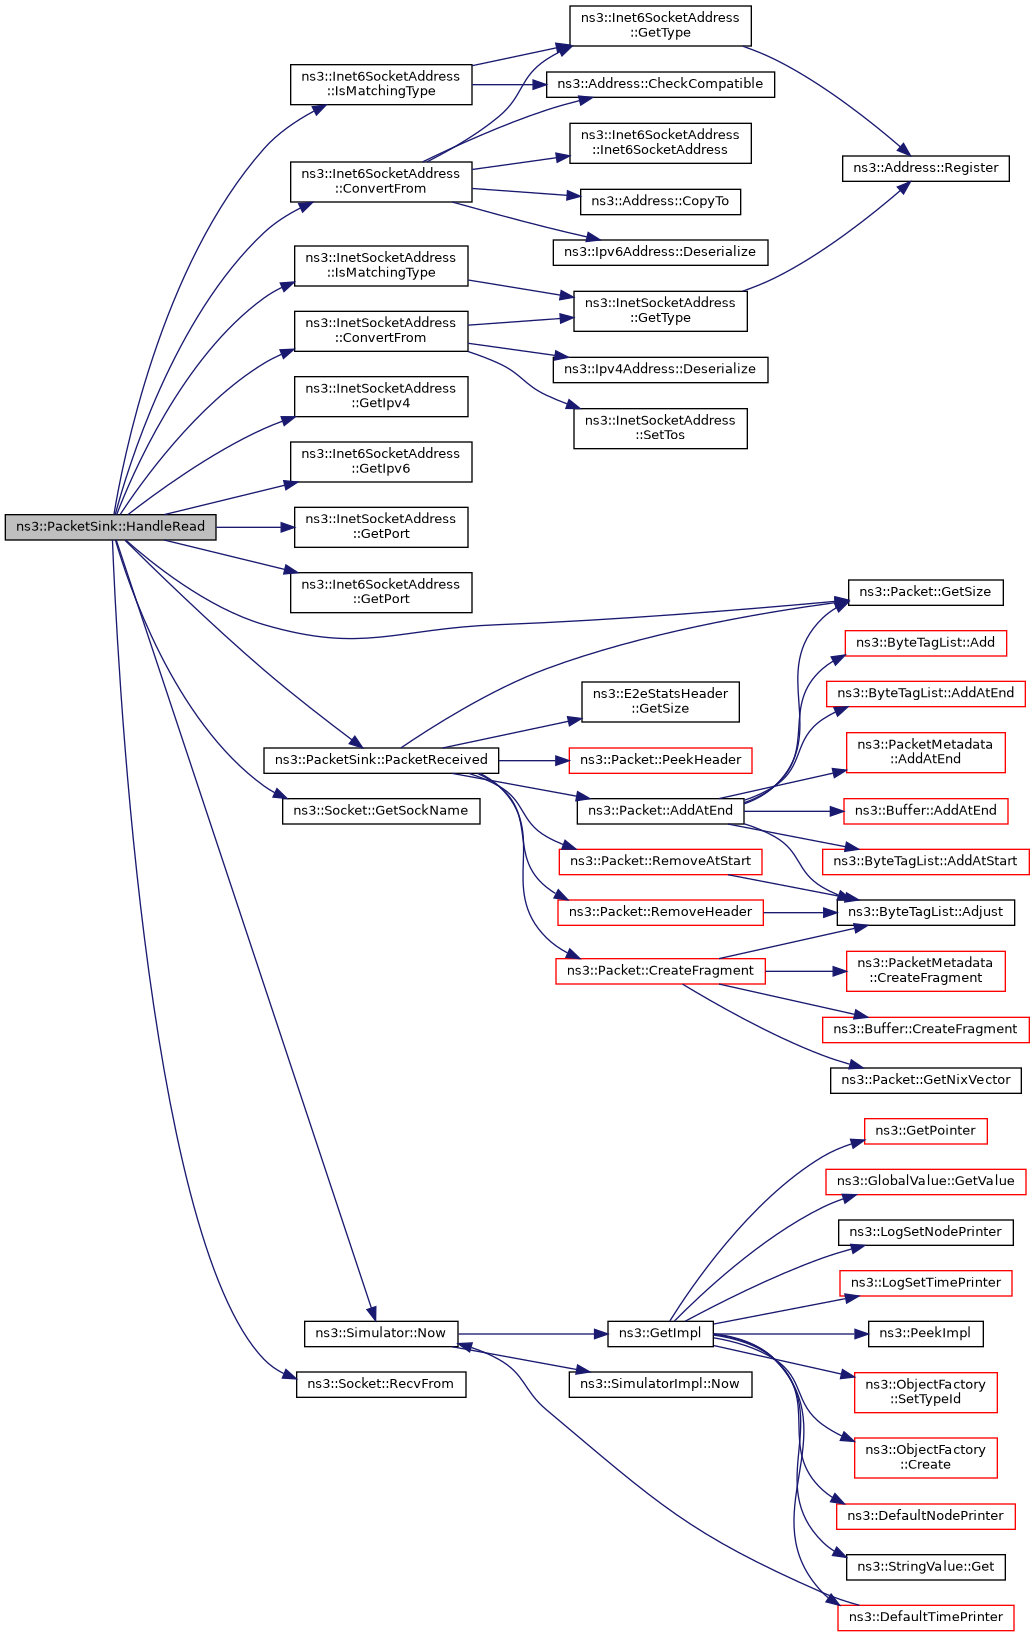 ns3::Inet6SocketAddress
::GetType
ns3::Inet6SocketAddress
::IsMatchingType
ns3::Address::CheckCompatible
ns3::Inet6SocketAddress
::Inet6SocketAddress
ns3::Address::Register
ns3::Inet6SocketAddress
::ConvertFrom
ns3::Address::CopyTo
ns3::Ipv6Address::Deserialize
ns3::InetSocketAddress
::IsMatchingType
ns3::InetSocketAddress
::GetType
ns3::InetSocketAddress
::ConvertFrom
ns3::Ipv4Address::Deserialize
ns3::InetSocketAddress
::GetIpv4
ns3::InetSocketAddress
::SetTos
ns3::Inet6SocketAddress
::GetIpv6
ns3::PacketSink::HandleRead
ns3::InetSocketAddress
::GetPort
ns3::Inet6SocketAddress
::GetPort
ns3::Packet::GetSize
ns3::ByteTagList::Add
ns3::ByteTagList::AddAtEnd
ns3::E2eStatsHeader
::GetSize
ns3::PacketMetadata
::AddAtEnd
ns3::PacketSink::PacketReceived
ns3::Packet::PeekHeader
ns3::Socket::GetSockName
ns3::Packet::AddAtEnd
ns3::Buffer::AddAtEnd
ns3::Packet::RemoveAtStart
ns3::ByteTagList::AddAtStart
ns3::Packet::RemoveHeader
ns3::ByteTagList::Adjust
ns3::Packet::CreateFragment
ns3::PacketMetadata
::CreateFragment
ns3::Buffer::CreateFragment
ns3::Packet::GetNixVector
ns3::GetPointer
ns3::GlobalValue::GetValue
ns3::LogSetNodePrinter
ns3::LogSetTimePrinter
ns3::Simulator::Now
ns3::GetImpl
ns3::PeekImpl
ns3::Socket::RecvFrom
ns3::SimulatorImpl::Now
ns3::ObjectFactory
::SetTypeId
ns3::ObjectFactory
::Create
ns3::DefaultNodePrinter
ns3::StringValue::Get
ns3::DefaultTimePrinter